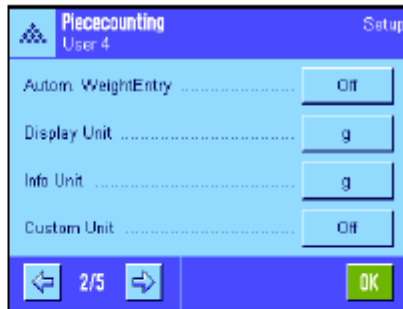 Piececounting Setup
User 4
Autom. WeightEntry .................... Off
Display Unit .................... g
Info Unit .................... g
Custom Unit .................... Off
2/5 OK